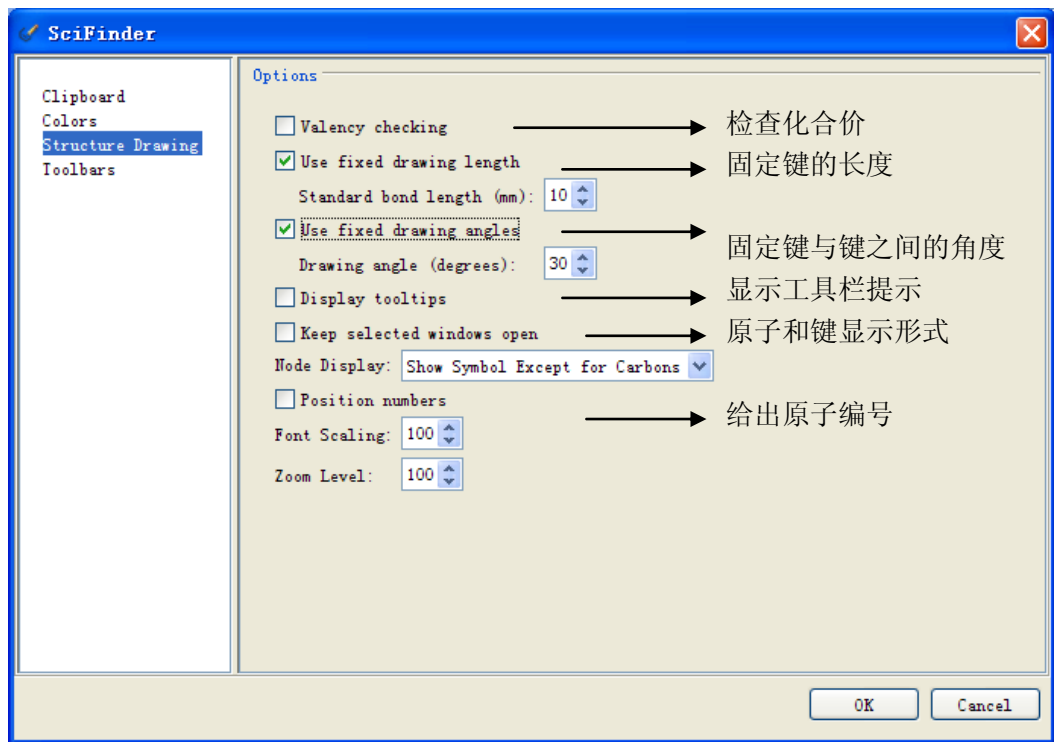 SciFinder
Clipboard
Colors
Structure Drawing
Toolbars
Options
Valency checking
检查化合价
Use fixed drawing length
固定键的长度
Standard bond length (mm): 10
Use fixed drawing angles
固定键与键之间的角度
Drawing angle (degrees): 30
Display tooltips
显示工具栏提示
Keep selected windows open
原子和键显示形式
Node Display: Show Symbol Except for Carbons
Position numbers
给出原子编号
Font Scaling: 100
Zoom Level: 100
OK
Cancel